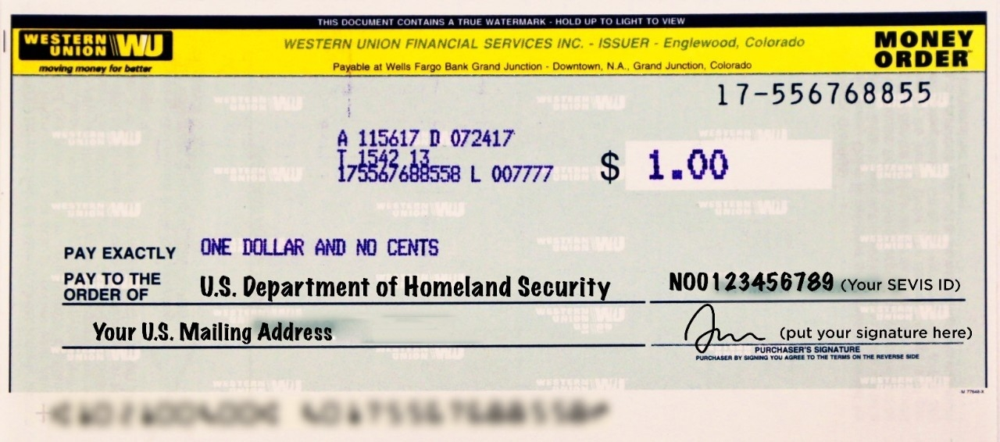 THIS DOCUMENT CONTAINS A TRUE WATERMARK - HOLD UP TO LIGHT TO VIEW
WESTERN UNION WU
moving money for better
WESTERN UNION FINANCIAL SERVICES INC. - ISSUER - Englewood, Colorado
Payable at Wells Fargo Bank Grand Junction - Downtown, N.A., Grand Junction, Colorado
MONEY
ORDER
17-556768855
A 115617 D 072417
T 1542 13
175567688558 L 007777
$ 1.00
PAY EXACTLY ONE DOLLAR AND NO CENTS
PAY TO THE
ORDER OF U.S. Department of Homeland Security N00123456789 (Your SEVIS ID)
Your U.S. Mailing Address (put your signature here)
PURCHASER'S SIGNATURE
PURCHASER BY SIGNING YOU AGREE TO THE TERMS ON THE REVERSE SIDE